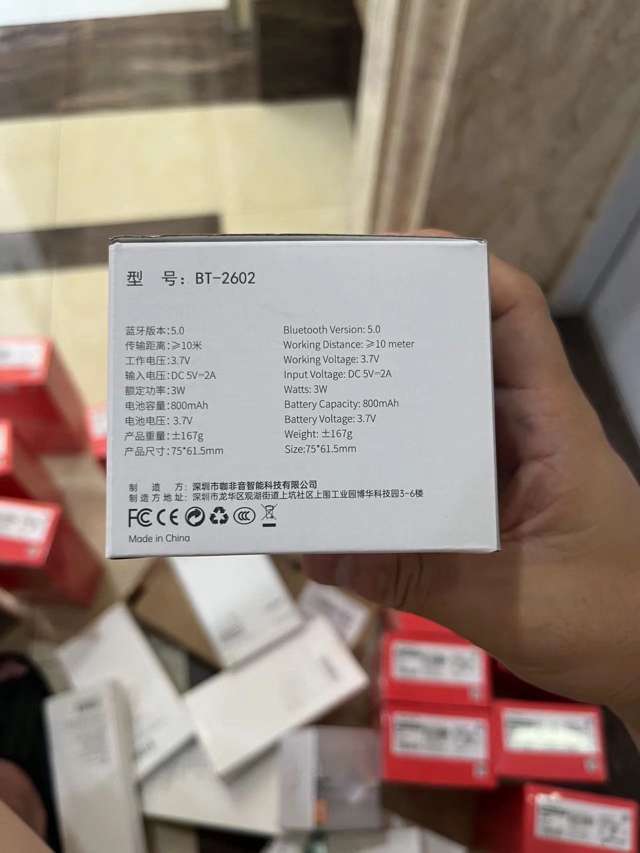 型 号: BT-2602
蓝牙版本:5.0
传输距离:≥10米
工作电压:3.7V
输入电压:DC 5V⎓2A
额定功率:3W
电池容量:800mAh
电池电压: 3.7V
产品重量:±167g
产品尺寸:75*61.5mm
Bluetooth Version: 5.0
Working Distance: ≥10 meter
Working Voltage: 3.7V
Input Voltage: DC 5V⎓2A
Watts: 3W
Battery Capacity: 800mAh
Battery Voltage: 3.7V
Weight: ±167g
Size:75*61.5mm
制 造 方: 深圳市咖非音智能科技有限公司
制造方地址: 深圳市龙华区观湖街道上坑社区上围工业园博华科技园3-6楼
FC CE CCC
Made in China